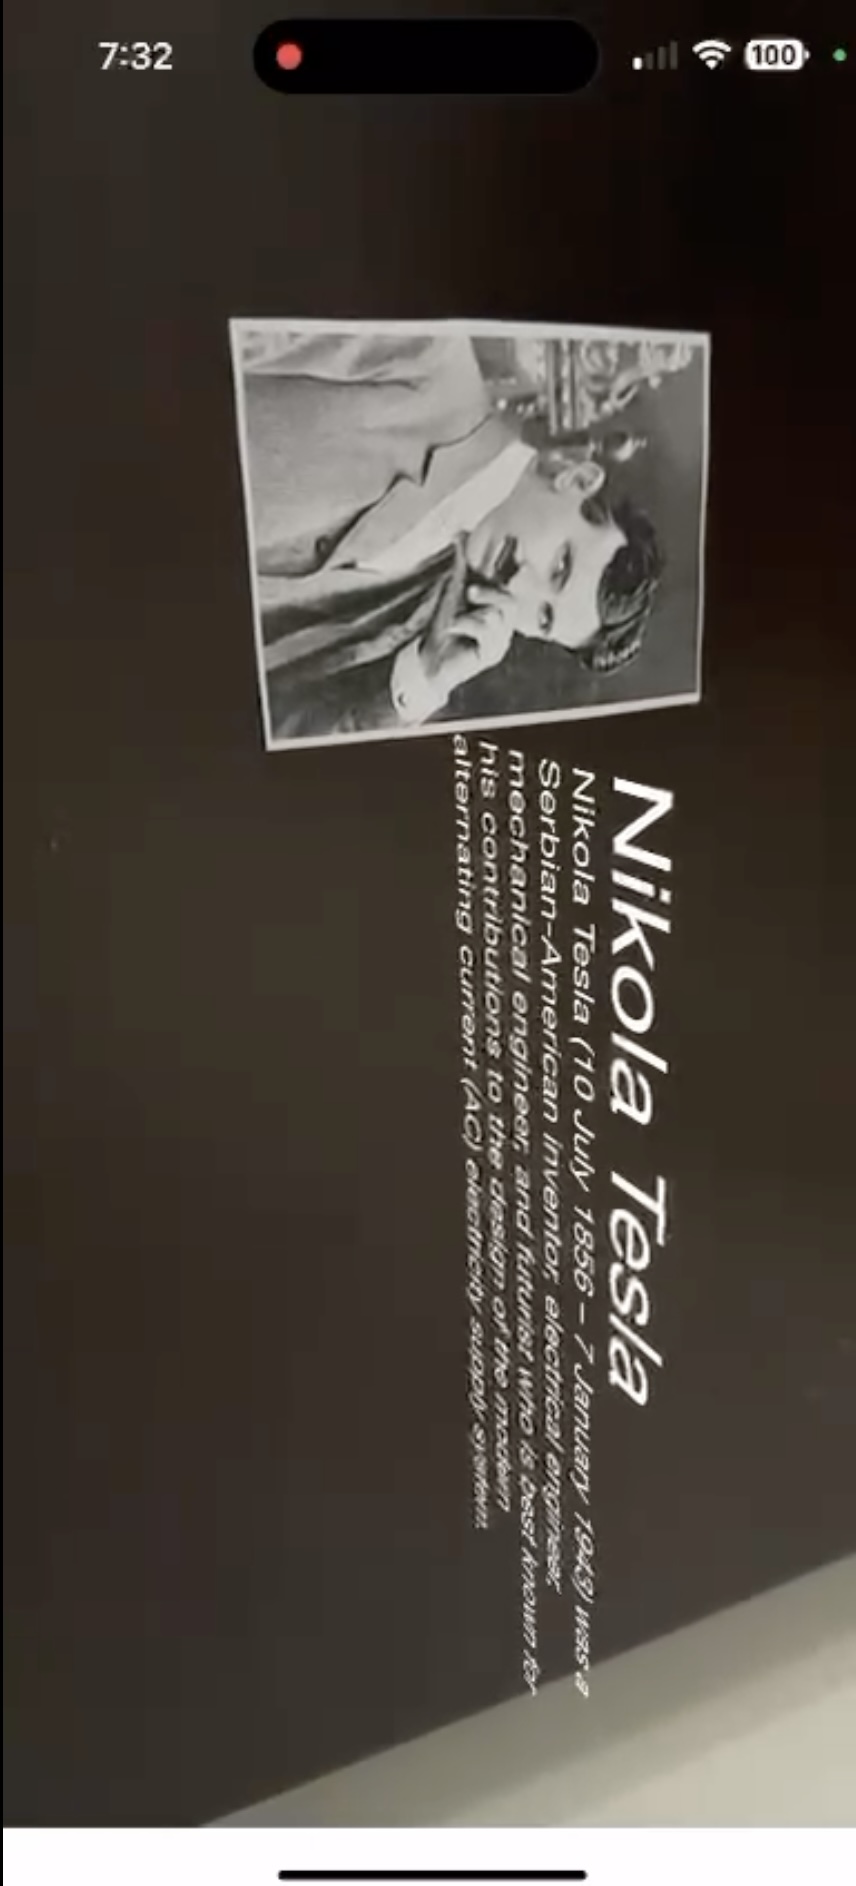 7:32
100
Nikola Tesla
Nikola Tesla (10 July 1856 – 7 January 1943) was a
Serbian-American inventor, electrical engineer,
mechanical engineer, and futurist who is best known for
his contributions to the design of the modern
alternating current (AC) electricity supply system.